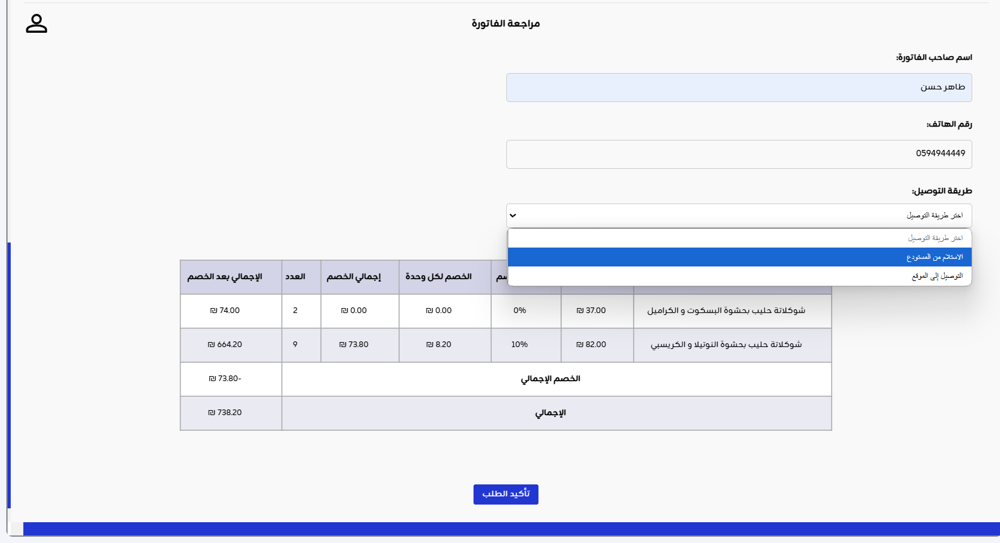 مراجعة الفاتورة
اسم صاحب الفاتورة:
طاهر حسن
رقم الهاتف:
0594944449
طريقة التوصيل:
اختر طريقة التوصيل
اختر طريقة التوصيل
الاستلام من المستودع
التوصيل إلى الموقع
الخصم لكل وحدة إجمالي الخصم العدد الإجمالي بعد الخصم
شوكلاتة حليب بحشوة البسكوت و الكراميل 37.00 ₪ 0% 0.00 ₪ 0.00 ₪ 2 74.00 ₪
شوكلاتة حليب بحشوة النوتيلا و الكريسبي 82.00 ₪ 10% 8.20 ₪ 73.80 ₪ 9 664.20 ₪
الخصم الإجمالي -73.80 ₪
الإجمالي 738.20 ₪
تأكيد الطلب